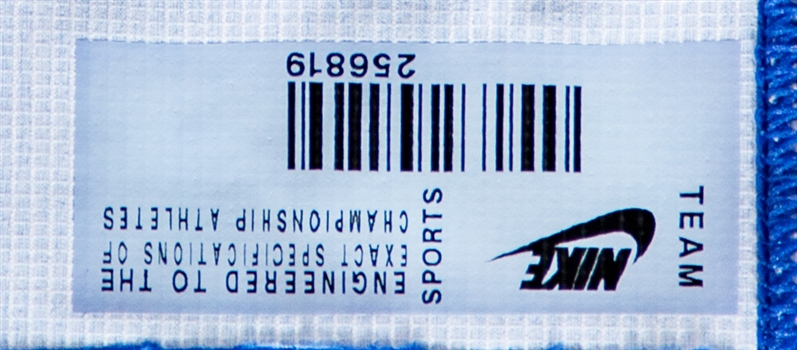 TEAM
NIKE
SPORTS
ENGINEERED TO THE
EXACT SPECIFICATIONS OF
CHAMPIONSHIP ATHLETES
256819